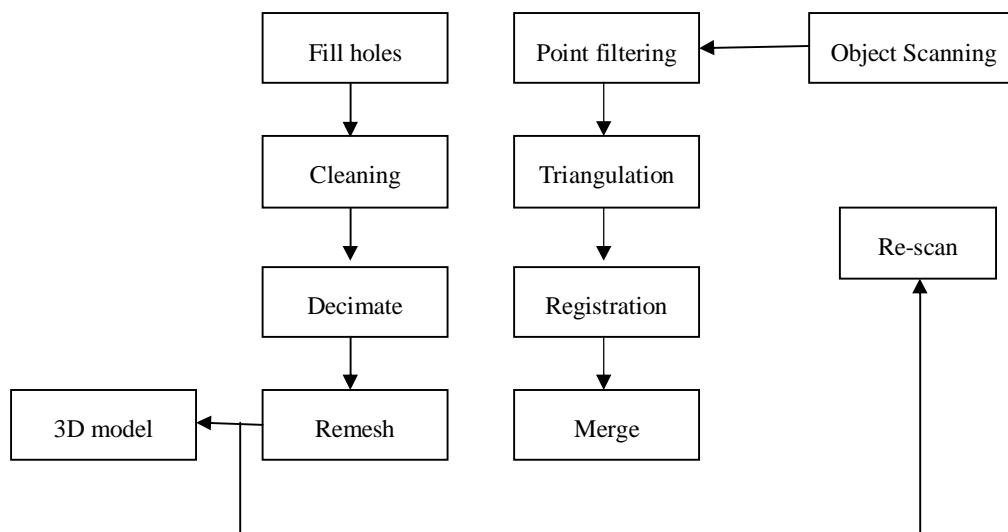 Fill holes
Point filtering
Object Scanning
Cleaning
Triangulation
Re-scan
Decimate
Registration
3D model
Remesh
Merge